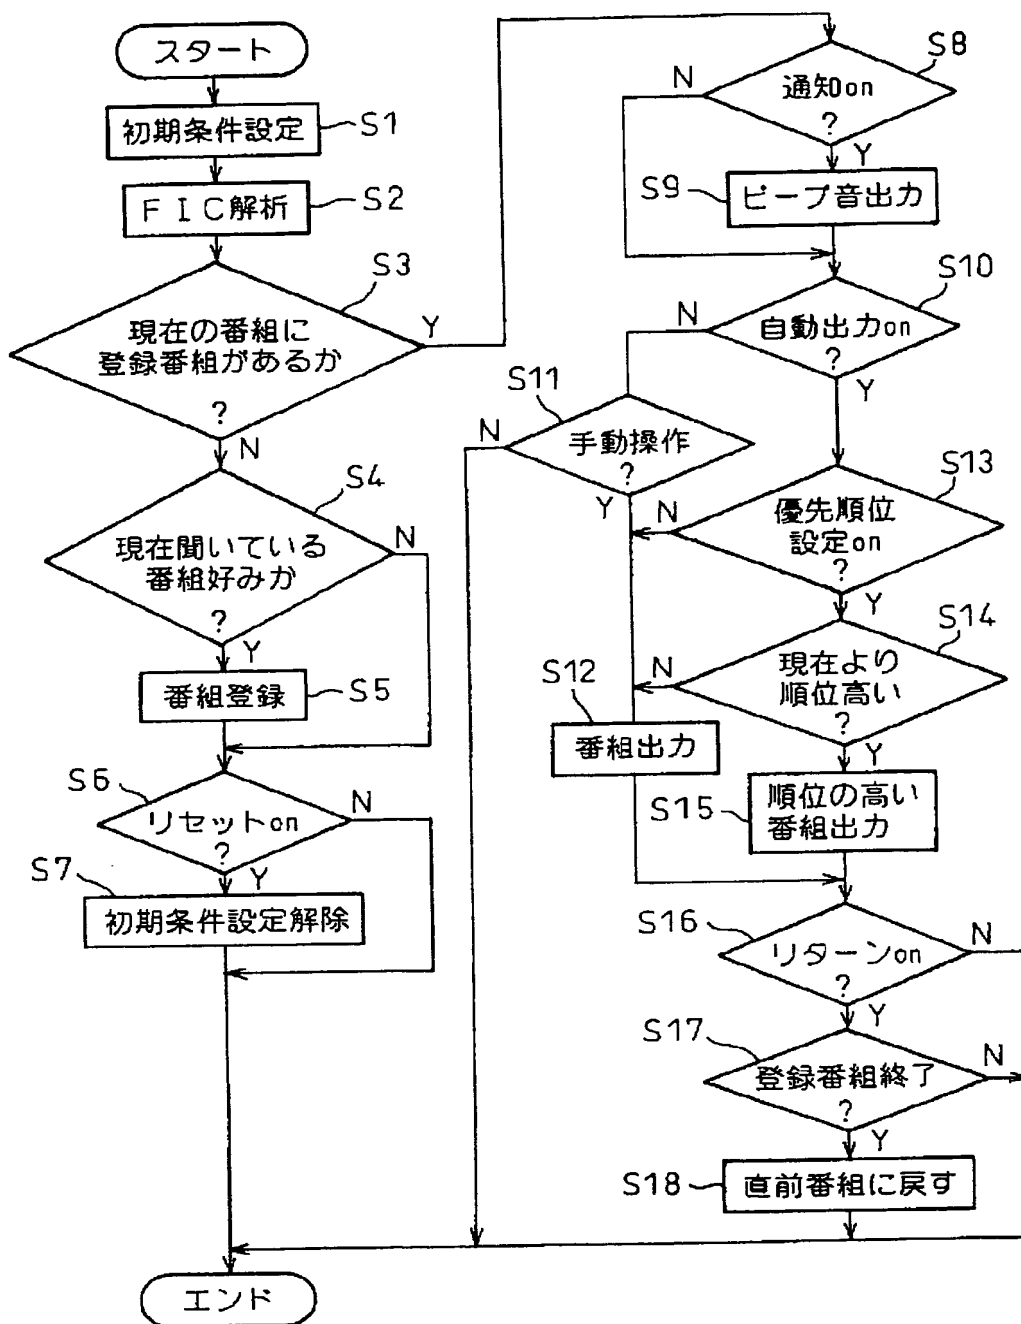 スタート
初期条件設定
S1
FIC解析
S2
S3
現在の番組に
登録番組があるか
?
Y
N
S4
現在聞いている
番組好みか
?
N
Y
番組登録
S5
S6
リセットon
?
N
Y
S7
初期条件設定解除
エンド
S8
通知on
?
N
Y
S9
ピープ音出力
S10
自動出力on
?
N
Y
S11
手動操作
?
N
Y
S13
優先順位
設定on
?
N
Y
S14
現在より
順位高い
?
N
Y
S12
番組出力
S15
順位の高い
番組出力
S16
リターンon
?
N
Y
S17
登録番組終了
?
N
Y
S18
直前番組に戻す